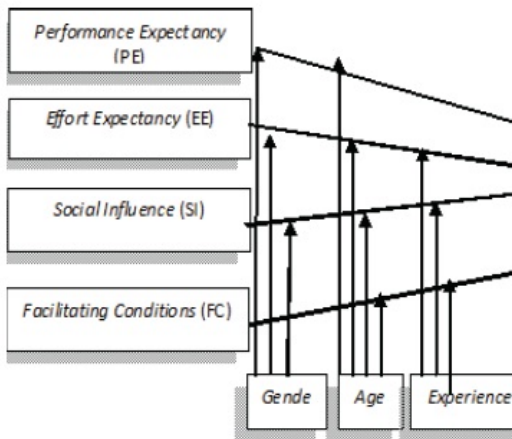 Performance Expectancy
(PE)
Effort Expectancy (EE)
Social Influence (SI)
Facilitating Conditions (FC)
Gende
Age
Experience